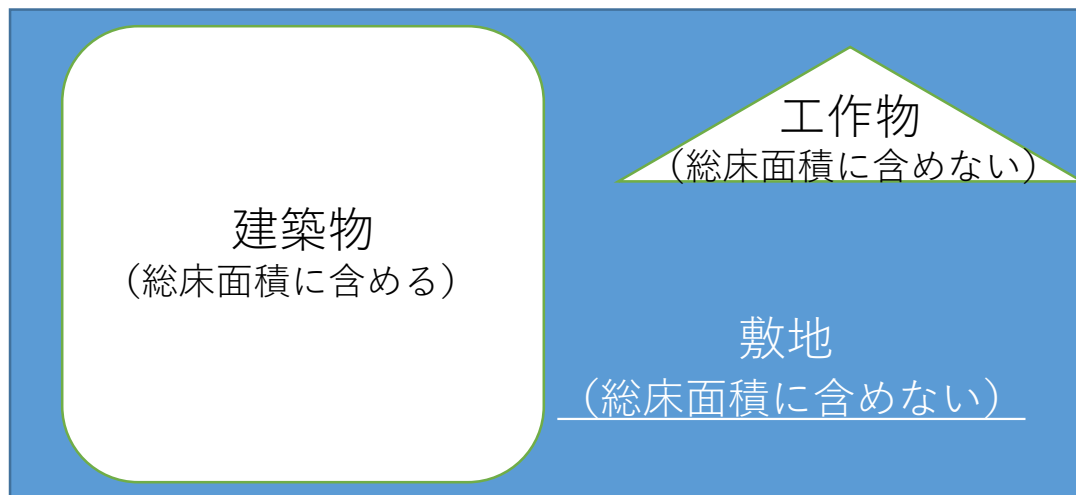 建築物
（総床面積に含める）
工作物
（総床面積に含めない）
敷地
（総床面積に含めない）